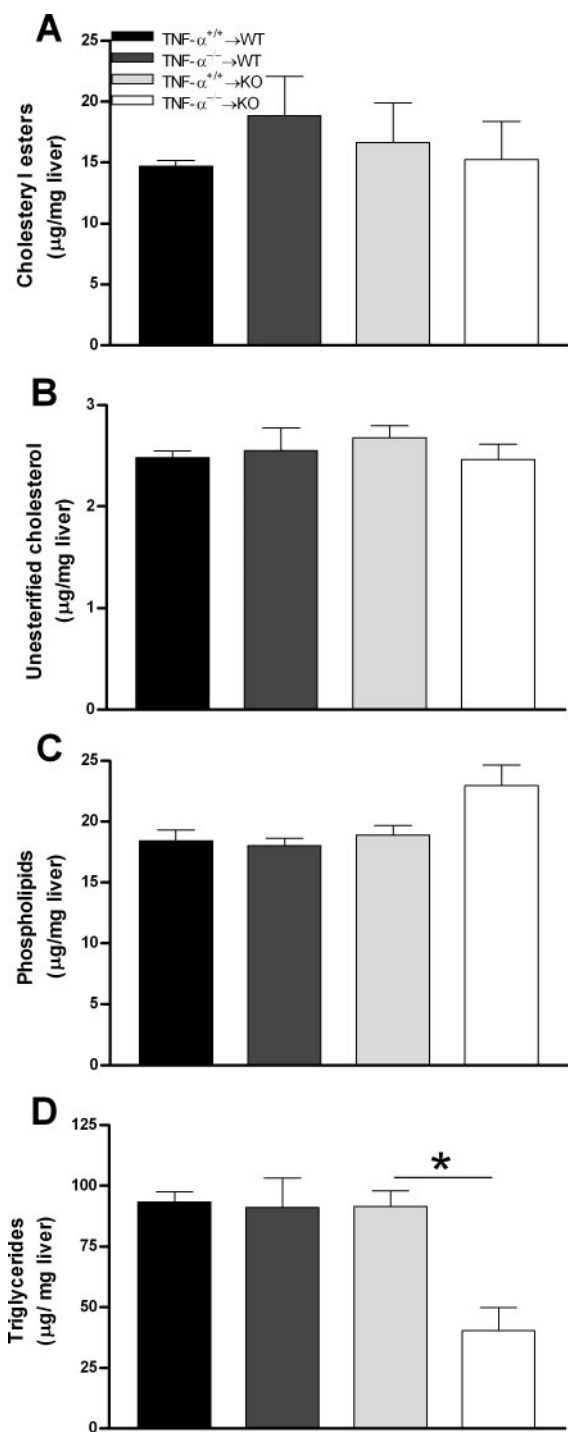 A
TNF-α+/+→WT
TNF-α−/−→WT
TNF-α+/+→KO
TNF-α−/−→KO
25
20
15
10
5
0
Cholesteryl esters
(μg/mg liver)
B
3
2
1
0
Unesterified cholesterol
(μg/mg liver)
C
25
20
15
10
5
0
Phospholipids
(μg/mg liver)
D
125
100
75
50
25
0
Triglycerides
(μg/ mg liver)
*